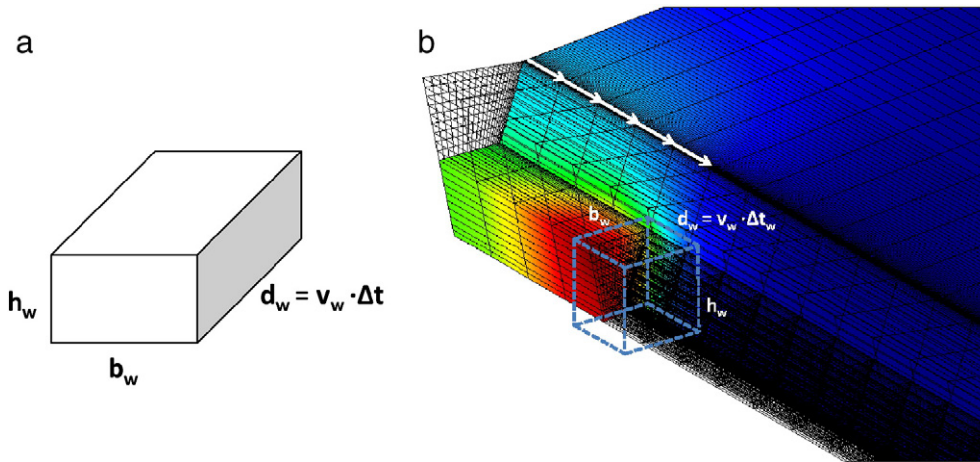 a
h_w
b_w
d_w = v_w · Δt
b
b_w
d_w = v_w · Δt_w
h_w